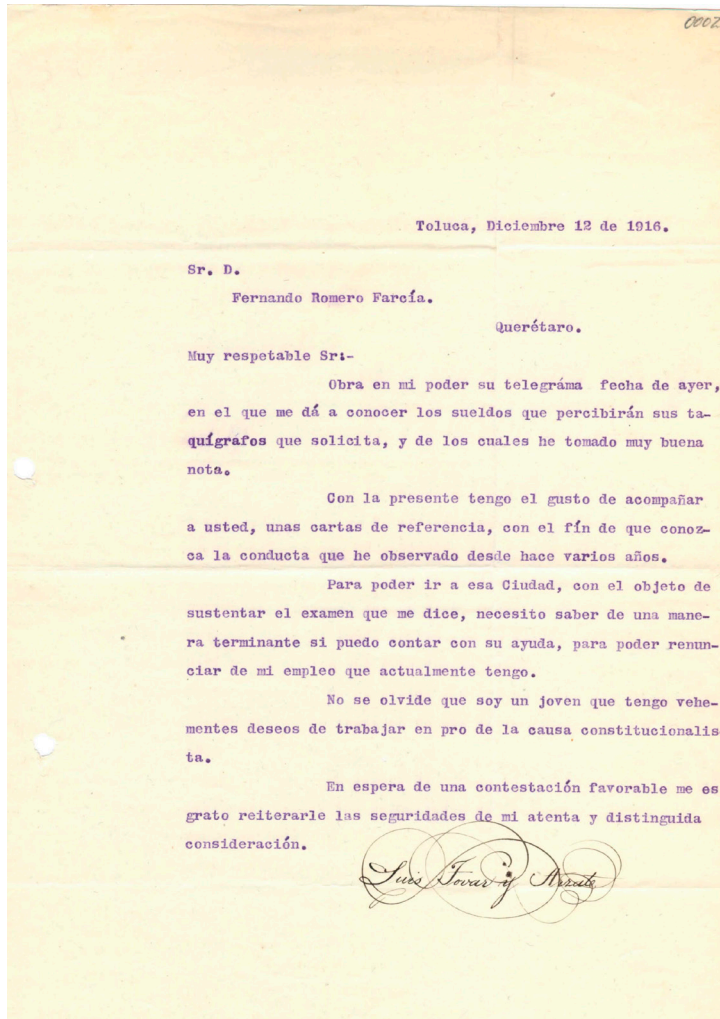 0002
Toluca, Diciembre 12 de 1916.
Sr. D.
Fernando Romero Farcía.
Querétaro.
Muy respetable Sr:-
Obra en mi poder su telegráma fecha de ayer,
en el que me dá a conocer los sueldos que percibirán sus ta-
quígrafos que solicita, y de los cuales he tomado muy buena
nota.
Con la presente tengo el gusto de acompañar
a usted, unas cartas de referencia, con el fín de que conoz-
ca la conducta que he observado desde hace varios años.
Para poder ir a esa Ciudad, con el objeto de
sustentar el examen que me dice, necesito saber de una mane-
ra terminante si puedo contar con su ayuda, para poder renun-
ciar de mi empleo que actualmente tengo.
No se olvide que soy un joven que tengo vehe-
mentes deseos de trabajar en pro de la causa constitucionalis
ta.
En espera de una contestación favorable me es
grato reiterarle las seguridades de mi atenta y distinguida
consideración.
Luis Tovar y